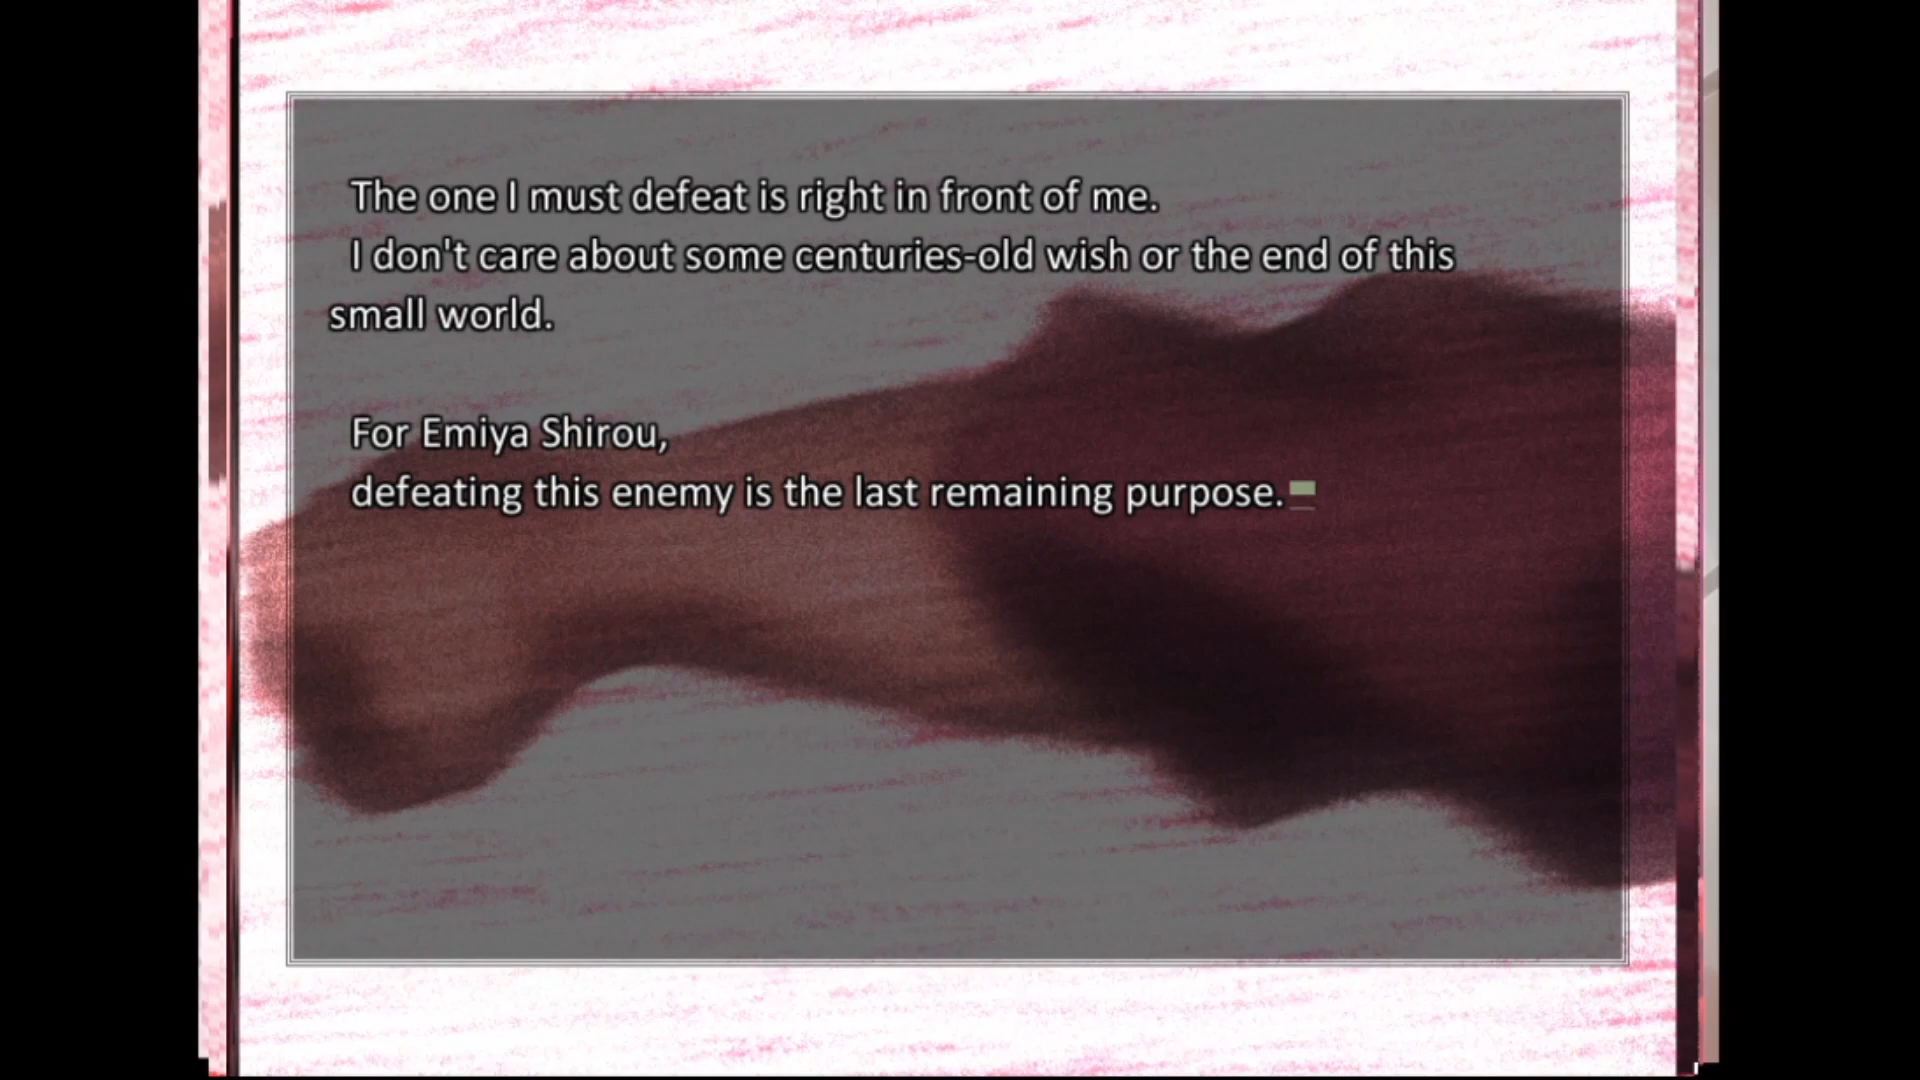 The one I must defeat is right in front of me.
I don't care about some centuries-old wish or the end of this
small world.
For Emiya Shirou,
defeating this enemy is the last remaining purpose.